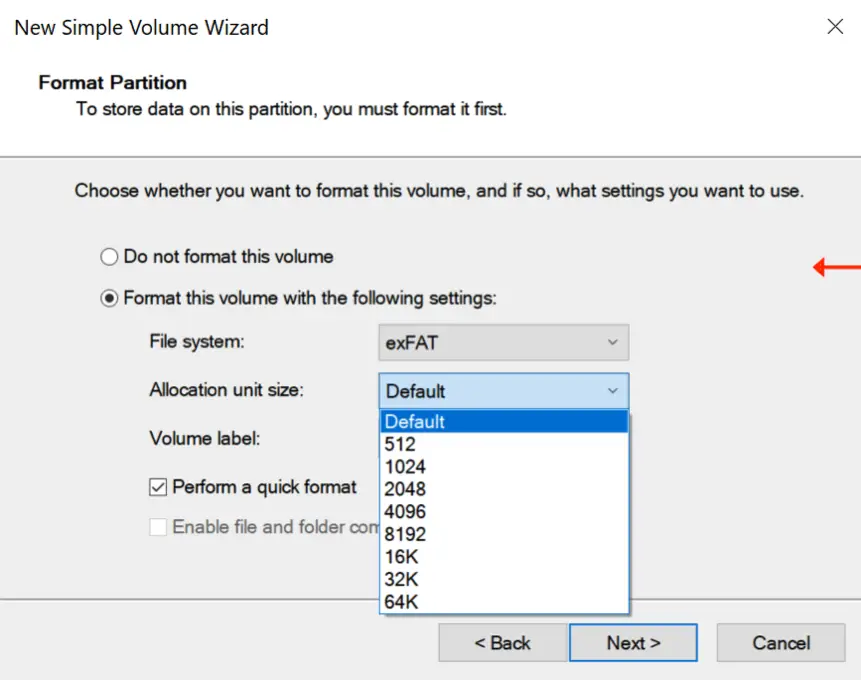 New Simple Volume Wizard
Format Partition
To store data on this partition, you must format it first.
Choose whether you want to format this volume, and if so, what settings you want to use.
Do not format this volume
Format this volume with the following settings:
File system: exFAT
Allocation unit size: Default
Default
Volume label:
512
1024
2048
Perform a quick format
4096
Enable file and folder com
8192
16K
32K
64K
< Back Next > Cancel